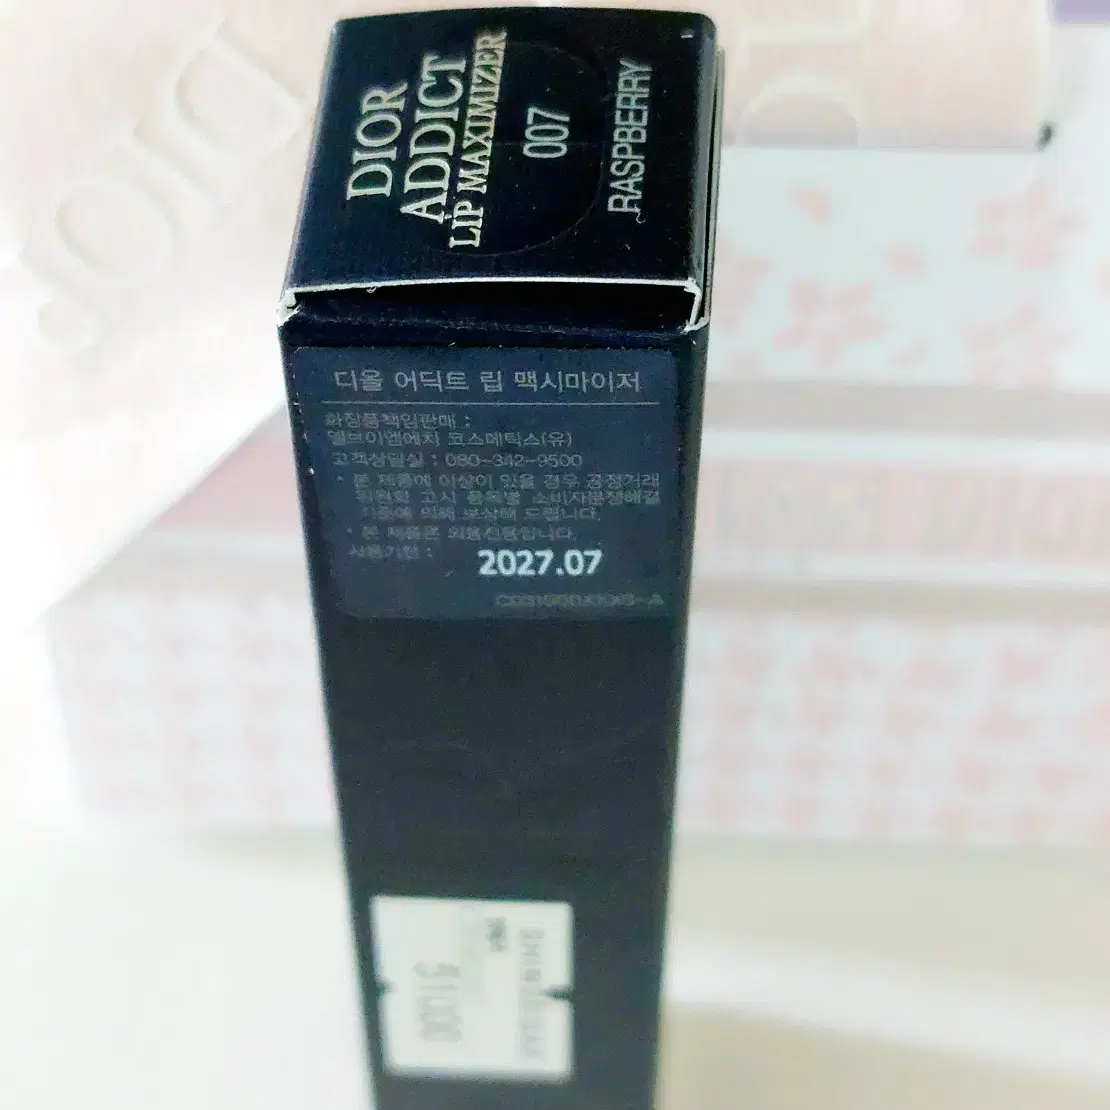 DIOR
ADDICT
LIP MAXIMIZER
007
RASPBERRY
디올 어딕트 립 맥시마이저
화장품책임판매 :
엘브이엠에치 코스메틱스(유)
고객상담실 : 080-342-9500
* 본 제품에 이상이 있을 경우 공정거래
위원회 고시 품목별 소비자분쟁해결
기준에 의해 보상해 드립니다.
* 본 제품은 외용전용입니다.
사용기한 :
2027.07
51000
DIOR